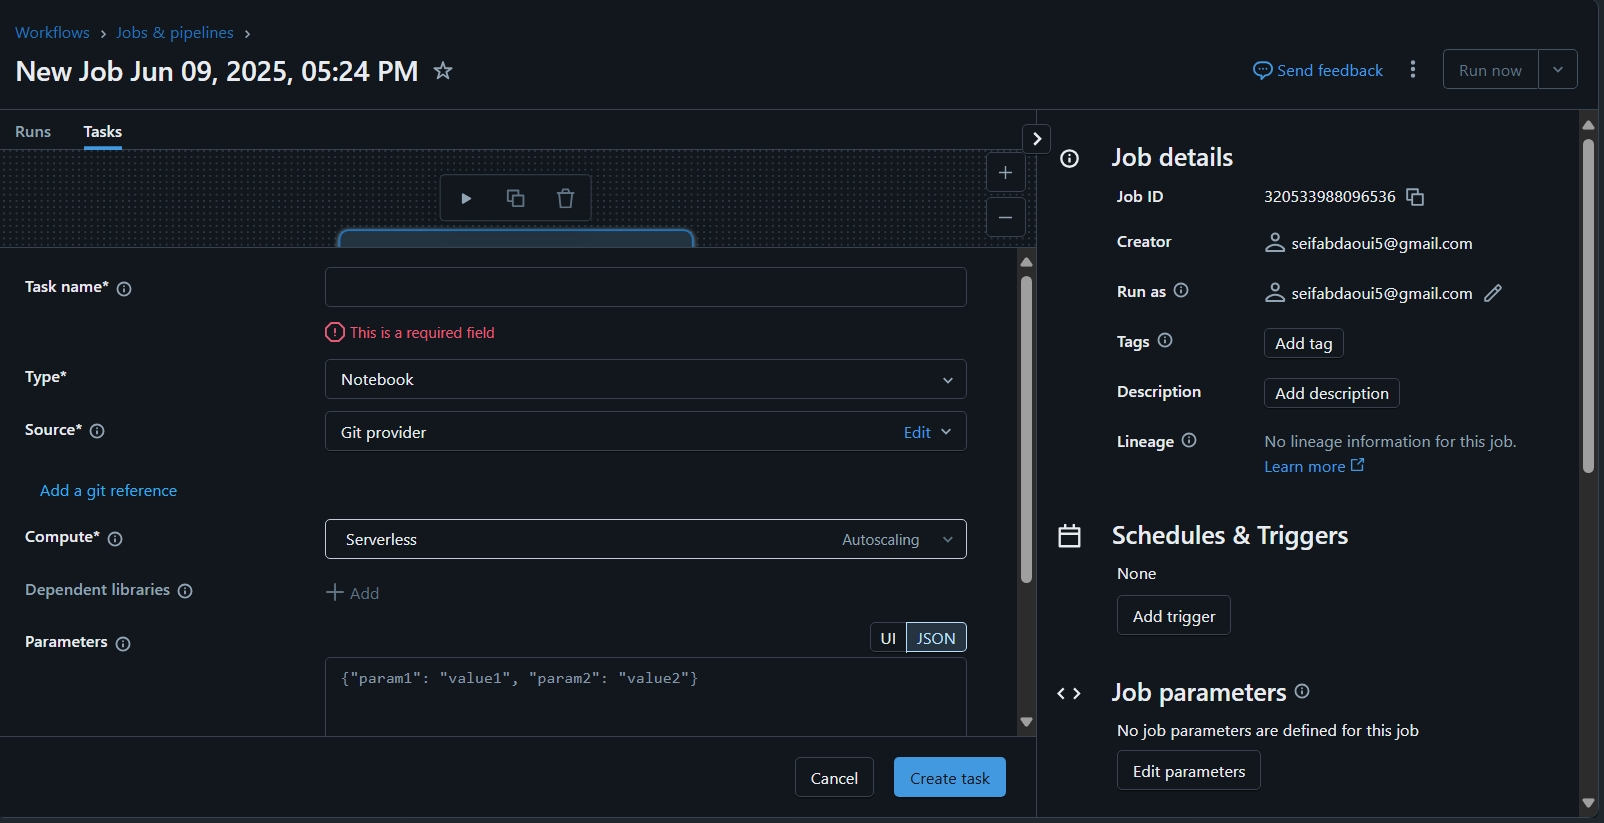 Workflows › Jobs & pipelines ›
New Job Jun 09, 2025, 05:24 PM
Send feedback
Run now
Runs
Tasks
Task name*
This is a required field
Type*
Notebook
Source*
Git provider
Edit
Add a git reference
Compute*
Serverless
Autoscaling
Dependent libraries
+ Add
Parameters
UI
JSON
{"param1": "value1", "param2": "value2"}
Cancel
Create task
Job details
Job ID
320533988096536
Creator
seifabdaoui5@gmail.com
Run as
seifabdaoui5@gmail.com
Tags
Add tag
Description
Add description
Lineage
No lineage information for this job.
Learn more
Schedules & Triggers
None
Add trigger
Job parameters
No job parameters are defined for this job
Edit parameters